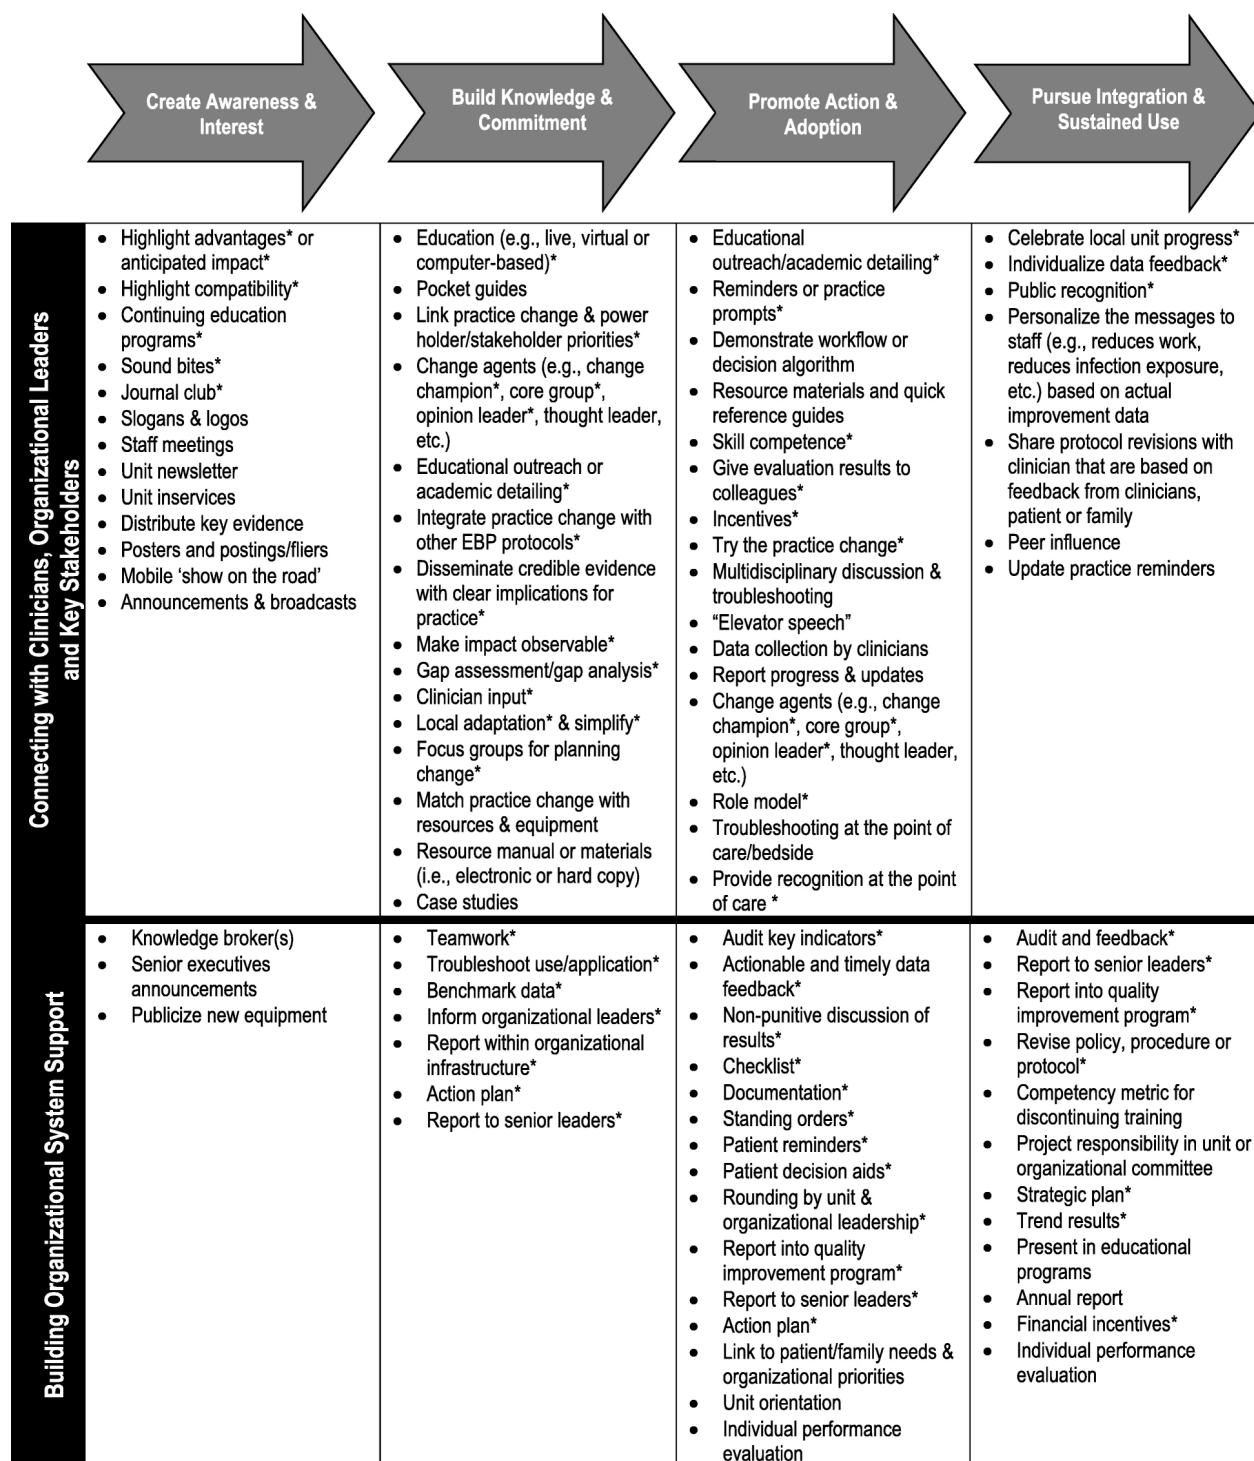 Create Awareness &
Interest
Build Knowledge &
Commitment
Promote Action &
Adoption
Pursue Integration &
Sustained Use
Connecting with Clinicians, Organizational Leaders
and Key Stakeholders
• Highlight advantages* or
anticipated impact*
• Highlight compatibility*
• Continuing education
programs*
• Sound bites*
• Journal club*
• Slogans & logos
• Staff meetings
• Unit newsletter
• Unit inservices
• Distribute key evidence
• Posters and postings/fliers
• Mobile ‘show on the road’
• Announcements & broadcasts
• Education (e.g., live, virtual or
computer-based)*
• Pocket guides
• Link practice change & power
holder/stakeholder priorities*
• Change agents (e.g., change
champion*, core group*,
opinion leader*, thought leader,
etc.)
• Educational outreach or
academic detailing*
• Integrate practice change with
other EBP protocols*
• Disseminate credible evidence
with clear implications for
practice*
• Make impact observable*
• Gap assessment/gap analysis*
• Clinician input*
• Local adaptation* & simplify*
• Focus groups for planning
change*
• Match practice change with
resources & equipment
• Resource manual or materials
(i.e., electronic or hard copy)
• Case studies
• Educational
outreach/academic detailing*
• Reminders or practice
prompts*
• Demonstrate workflow or
decision algorithm
• Resource materials and quick
reference guides
• Skill competence*
• Give evaluation results to
colleagues*
• Incentives*
• Try the practice change*
• Multidisciplinary discussion &
troubleshooting
• “Elevator speech”
• Data collection by clinicians
• Report progress & updates
• Change agents (e.g., change
champion*, core group*,
opinion leader*, thought leader,
etc.)
• Role model*
• Troubleshooting at the point of
care/bedside
• Provide recognition at the point
of care *
• Celebrate local unit progress*
• Individualize data feedback*
• Public recognition*
• Personalize the messages to
staff (e.g., reduces work,
reduces infection exposure,
etc.) based on actual
improvement data
• Share protocol revisions with
clinician that are based on
feedback from clinicians,
patient or family
• Peer influence
• Update practice reminders
Building Organizational System Support
• Knowledge broker(s)
• Senior executives
announcements
• Publicize new equipment
• Teamwork*
• Troubleshoot use/application*
• Benchmark data*
• Inform organizational leaders*
• Report within organizational
infrastructure*
• Action plan*
• Report to senior leaders*
• Audit key indicators*
• Actionable and timely data
feedback*
• Non-punitive discussion of
results*
• Checklist*
• Documentation*
• Standing orders*
• Patient reminders*
• Patient decision aids*
• Rounding by unit &
organizational leadership*
• Report into quality
improvement program*
• Report to senior leaders*
• Action plan*
• Link to patient/family needs &
organizational priorities
• Unit orientation
• Individual performance
evaluation
• Audit and feedback*
• Report to senior leaders*
• Report into quality
improvement program*
• Revise policy, procedure or
protocol*
• Competency metric for
discontinuing training
• Project responsibility in unit or
organizational committee
• Strategic plan*
• Trend results*
• Present in educational
programs
• Annual report
• Financial incentives*
• Individual performance
evaluation